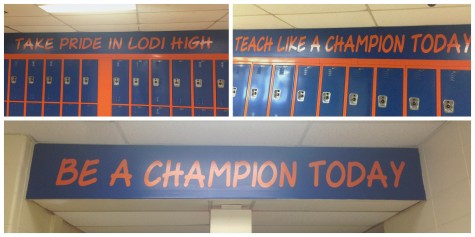 TAKE PRIDE IN LODI HIGH
TEACH LIKE A CHAMPION TODAY
BE A CHAMPION TODAY